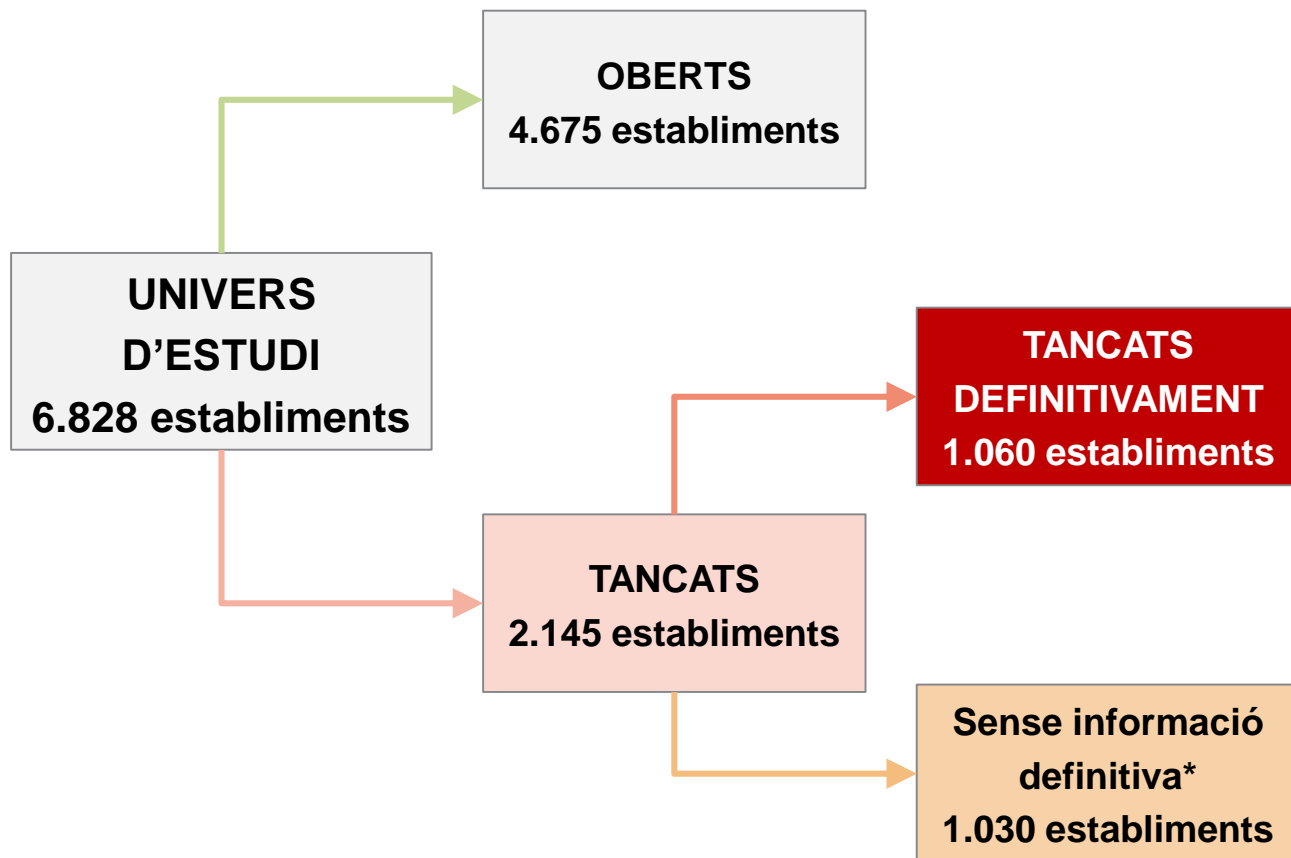 OBERTS
4.675 establiments
UNIVERS
D’ESTUDI
6.828 establiments
TANCATS
DEFINITIVAMENT
1.060 establiments
TANCATS
2.145 establiments
Sense informació
definitiva*
1.030 establiments